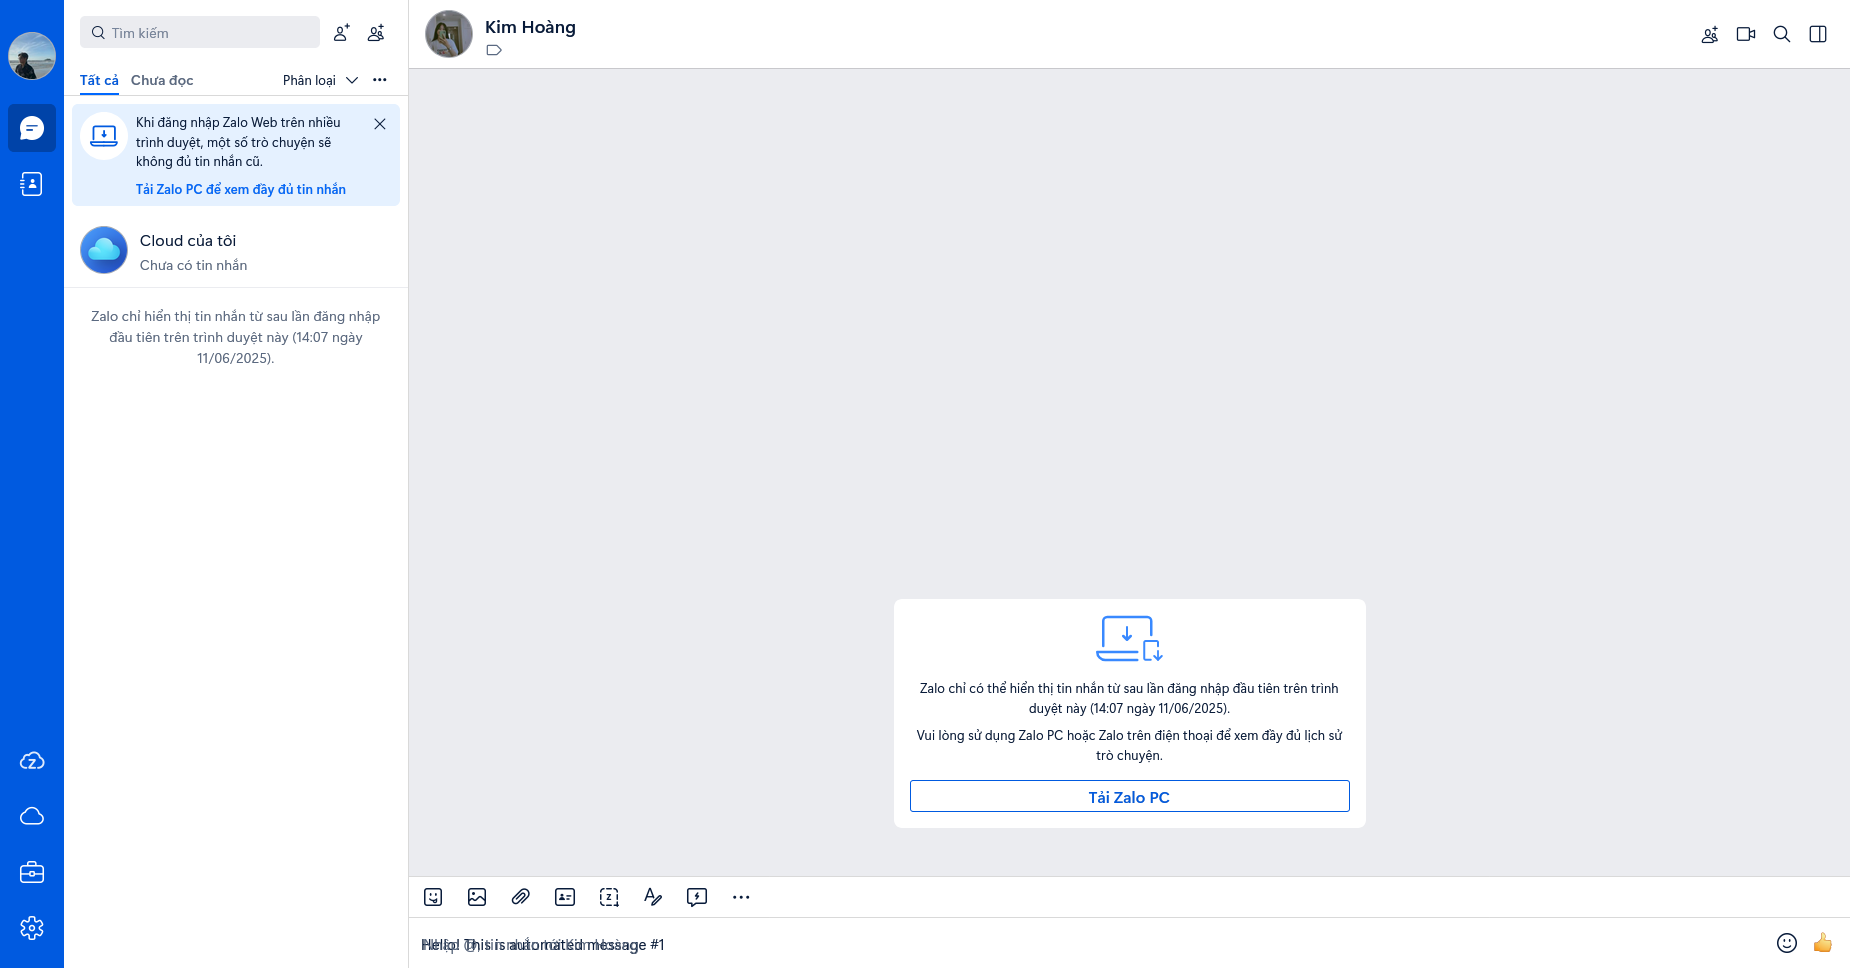 Tìm kiếm
Tất cả Chưa đọc Phân loại
Khi đăng nhập Zalo Web trên nhiều
trình duyệt, một số trò chuyện sẽ
không đủ tin nhắn cũ.
Tải Zalo PC để xem đầy đủ tin nhắn
Cloud của tôi
Chưa có tin nhắn
Zalo chỉ hiển thị tin nhắn từ sau lần đăng nhập
đầu tiên trên trình duyệt này (14:07 ngày
11/06/2025).
Kim Hoàng
Zalo chỉ có thể hiển thị tin nhắn từ sau lần đăng nhập đầu tiên trên trình
duyệt này (14:07 ngày 11/06/2025).
Vui lòng sử dụng Zalo PC hoặc Zalo trên điện thoại để xem đầy đủ lịch sử
trò chuyện.
Tải Zalo PC
Hello! This is automated message #1